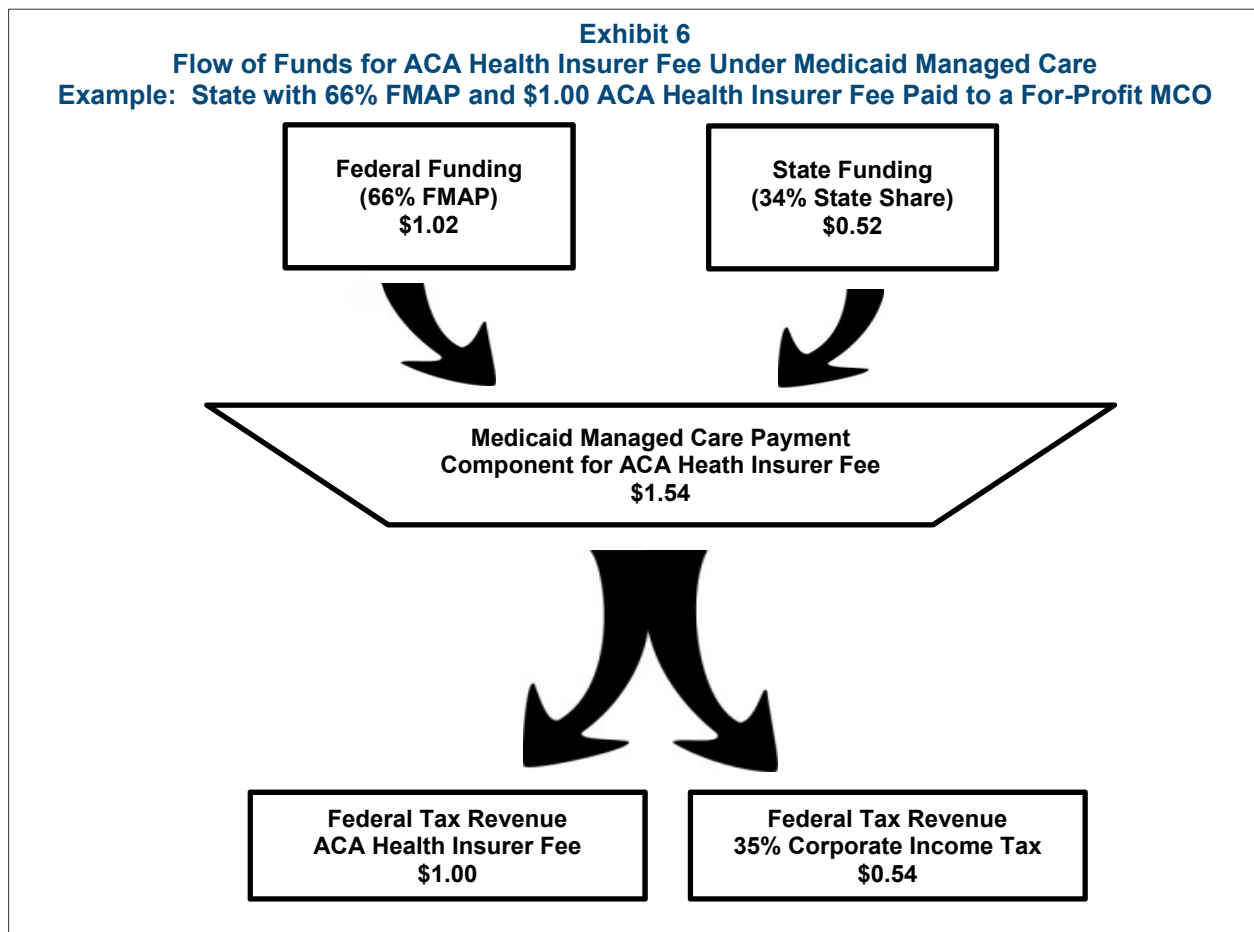 Exhibit 6
Flow of Funds for ACA Health Insurer Fee Under Medicaid Managed Care
Example: State with 66% FMAP and $1.00 ACA Health Insurer Fee Paid to a For-Profit MCO
Federal Funding
(66% FMAP)
$1.02
State Funding
(34% State Share)
$0.52
Medicaid Managed Care Payment
Component for ACA Heath Insurer Fee
$1.54
Federal Tax Revenue
ACA Health Insurer Fee
$1.00
Federal Tax Revenue
35% Corporate Income Tax
$0.54